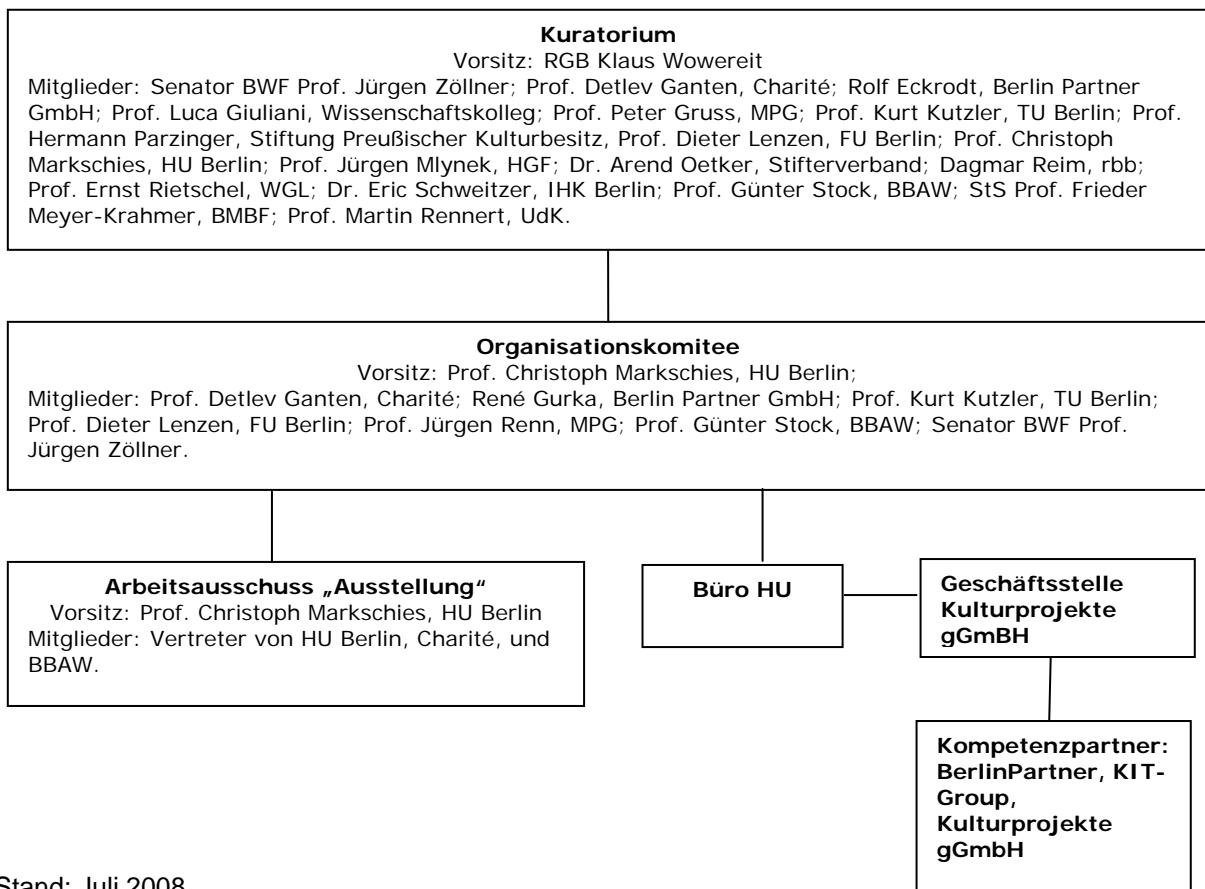 Kuratorium
Vorsitz: RGB Klaus Wowereit
Mitglieder: Senator BWF Prof. Jürgen Zöllner; Prof. Detlev Ganten, Charité; Rolf Eckrodt, Berlin Partner
GmbH; Prof. Luca Giuliani, Wissenschaftskolleg; Prof. Peter Gruss, MPG; Prof. Kurt Kutzler, TU Berlin; Prof.
Hermann Parzinger, Stiftung Preußischer Kulturbesitz, Prof. Dieter Lenzen, FU Berlin; Prof. Christoph
Markschies, HU Berlin; Prof. Jürgen Mlynek, HGF; Dr. Arend Oetker, Stifterverband; Dagmar Reim, rbb;
Prof. Ernst Rietschel, WGL; Dr. Eric Schweitzer, IHK Berlin; Prof. Günter Stock, BBAW; StS Prof. Frieder
Meyer-Krahmer, BMBF; Prof. Martin Rennert, UdK.
Organisationskomitee
Vorsitz: Prof. Christoph Markschies, HU Berlin;
Mitglieder: Prof. Detlev Ganten, Charité; René Gurka, Berlin Partner GmbH; Prof. Kurt Kutzler, TU Berlin;
Prof. Dieter Lenzen, FU Berlin; Prof. Jürgen Renn, MPG; Prof. Günter Stock, BBAW; Senator BWF Prof.
Jürgen Zöllner.
Arbeitsausschuss „Ausstellung“
Vorsitz: Prof. Christoph Markschies, HU Berlin
Mitglieder: Vertreter von HU Berlin, Charité, und
BBAW.
Büro HU
Geschäftsstelle
Kulturprojekte
gGmBH
Kompetenzpartner:
BerlinPartner, KIT-
Group,
Kulturprojekte
gGmbH
Stand: Juli 2008